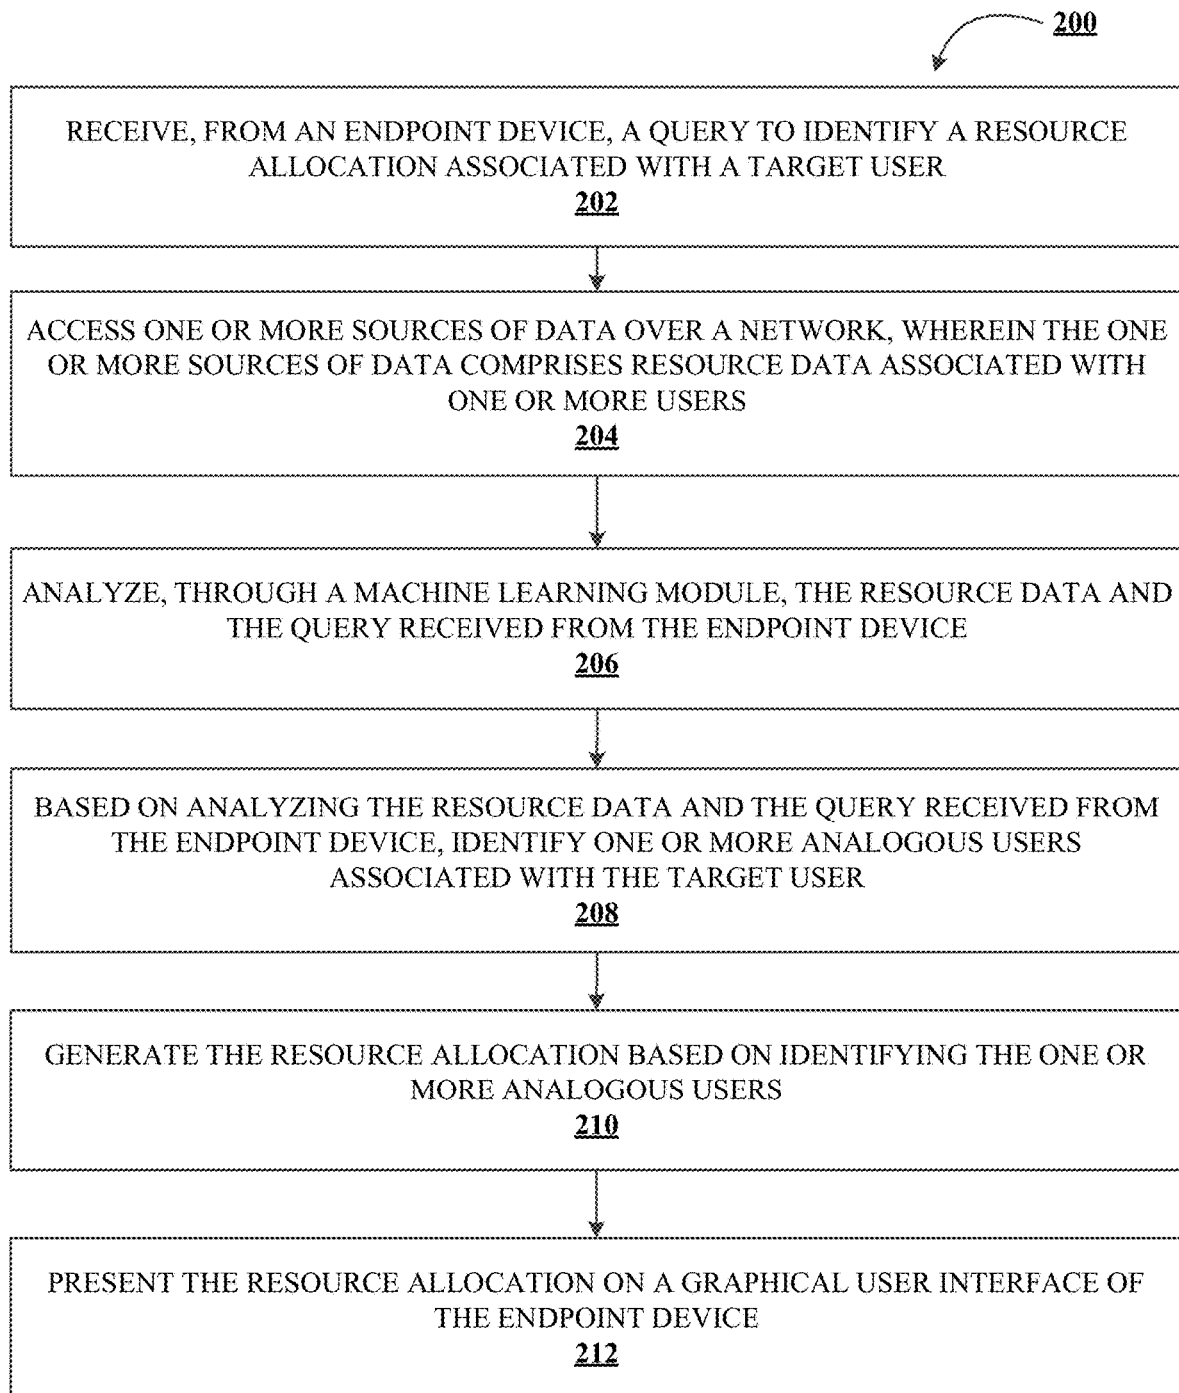 200
RECEIVE, FROM AN ENDPOINT DEVICE, A QUERY TO IDENTIFY A RESOURCE
ALLOCATION ASSOCIATED WITH A TARGET USER
202
ACCESS ONE OR MORE SOURCES OF DATA OVER A NETWORK, WHEREIN THE ONE
OR MORE SOURCES OF DATA COMPRISES RESOURCE DATA ASSOCIATED WITH
ONE OR MORE USERS
204
ANALYZE, THROUGH A MACHINE LEARNING MODULE, THE RESOURCE DATA AND
THE QUERY RECEIVED FROM THE ENDPOINT DEVICE
206
BASED ON ANALYZING THE RESOURCE DATA AND THE QUERY RECEIVED FROM
THE ENDPOINT DEVICE, IDENTIFY ONE OR MORE ANALOGOUS USERS
ASSOCIATED WITH THE TARGET USER
208
GENERATE THE RESOURCE ALLOCATION BASED ON IDENTIFYING THE ONE OR
MORE ANALOGOUS USERS
210
PRESENT THE RESOURCE ALLOCATION ON A GRAPHICAL USER INTERFACE OF
THE ENDPOINT DEVICE
212